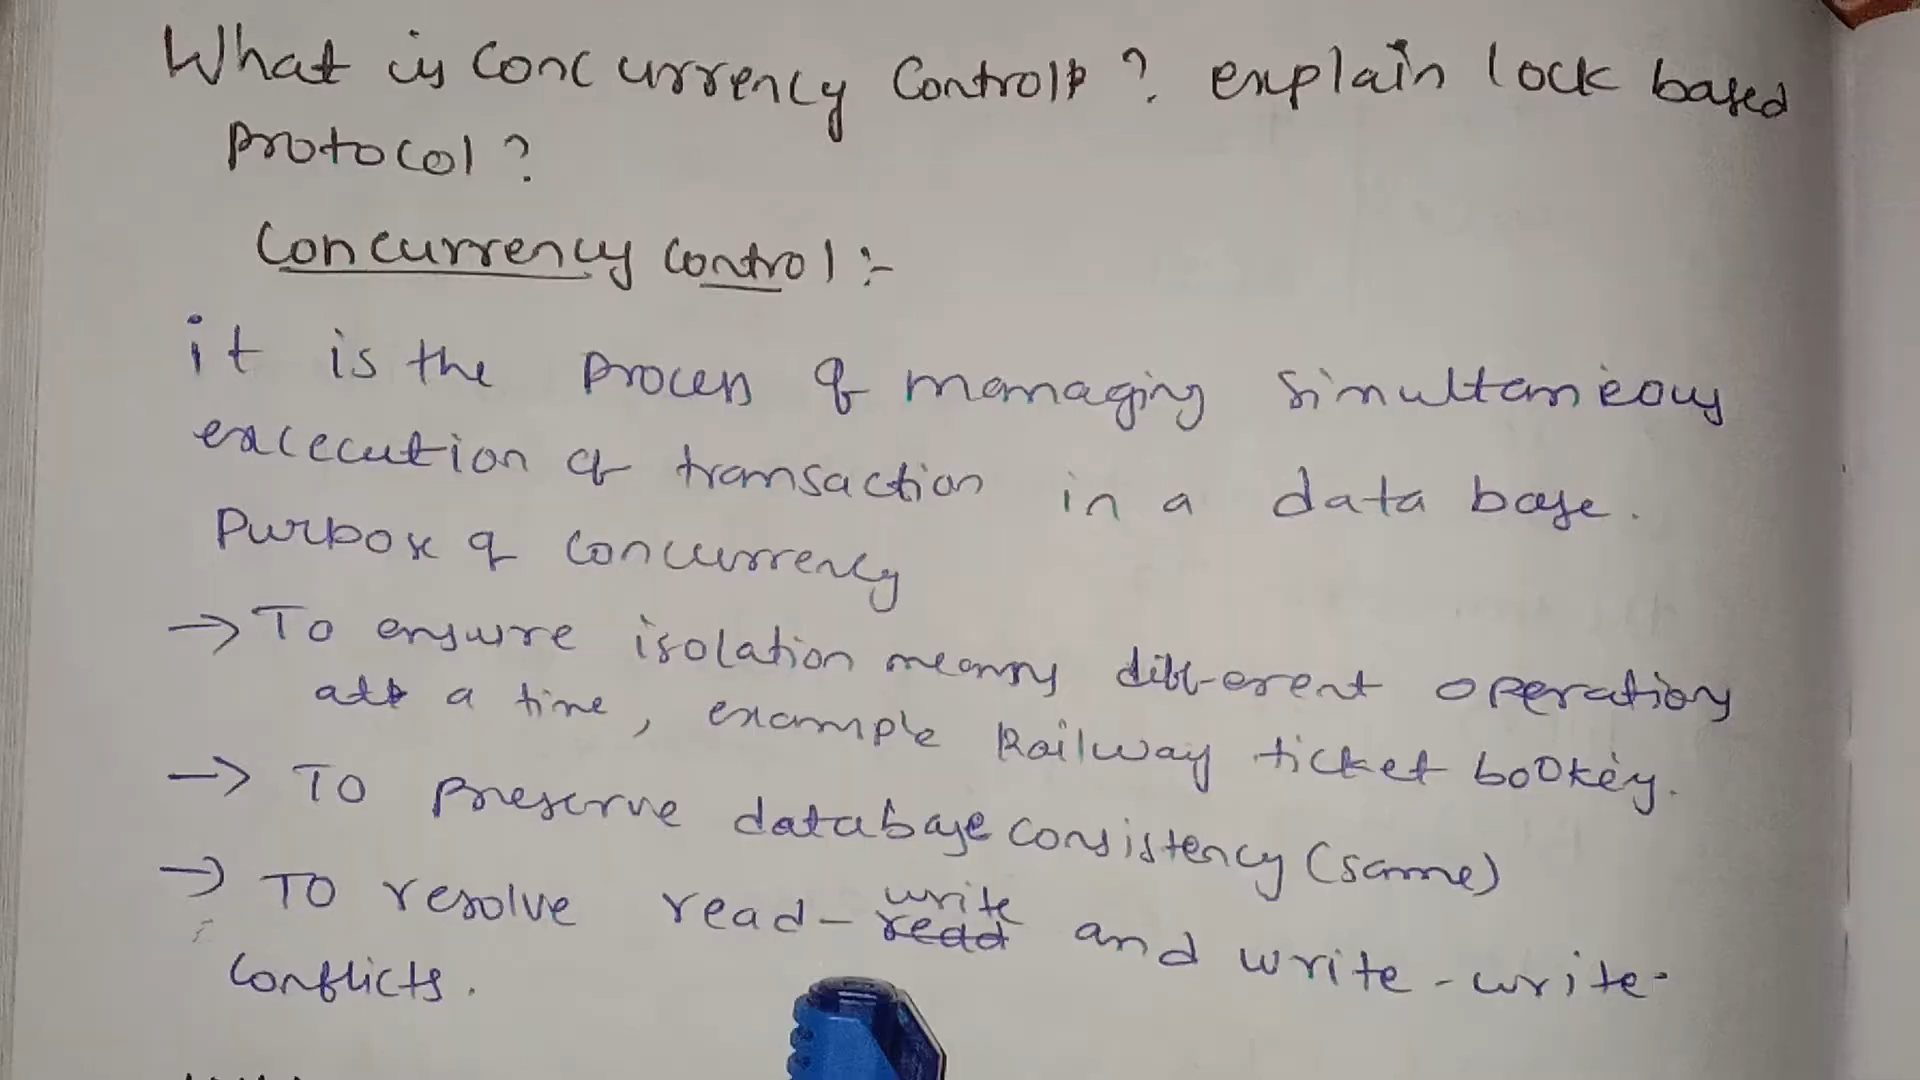 What is Concurrency Control ? explain lock based
protocol ?
Concurrency Control :-
it is the process of managing simultaneous
excecution of transaction in a data base.
Purpose of concurrency
→ To ensure isolation means different operations
at a time, example Railway ticket booking.
→ To preserve database consistency (same)
→ To resolve read - write and write - write -
Conflicts.